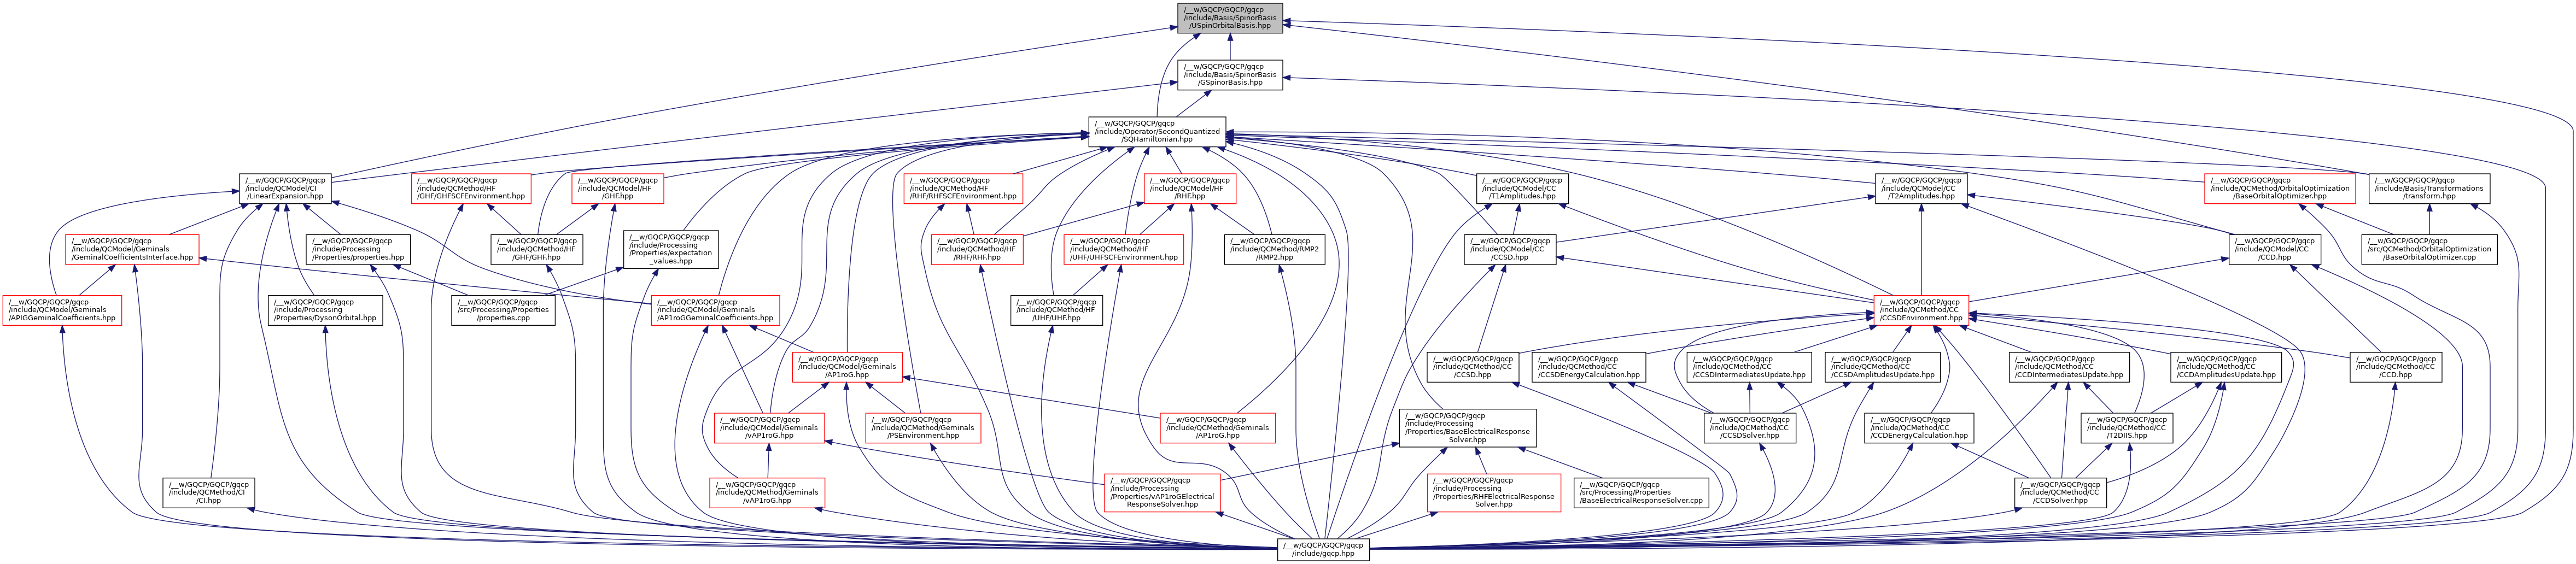 /__w/GQCP/GQCP/gqcp
/include/Basis/SpinorBasis
/USpinOrbitalBasis.hpp
/__w/GQCP/GQCP/gqcp
/include/Basis/SpinorBasis
/GSpinorBasis.hpp
/__w/GQCP/GQCP/gqcp
/include/Operator/SecondQuantized
/SQHamiltonian.hpp
/__w/GQCP/GQCP/gqcp
/include/QCModel/CI
/LinearExpansion.hpp
/__w/GQCP/GQCP/gqcp
/include/QCMethod/HF
/GHF/GHFSCFEnvironment.hpp
/__w/GQCP/GQCP/gqcp
/include/QCModel/HF
/GHF.hpp
/__w/GQCP/GQCP/gqcp
/include/QCMethod/HF
/RHF/RHFSCFEnvironment.hpp
/__w/GQCP/GQCP/gqcp
/include/QCModel/HF
/RHF.hpp
/__w/GQCP/GQCP/gqcp
/include/QCModel/CC
/T1Amplitudes.hpp
/__w/GQCP/GQCP/gqcp
/include/QCModel/CC
/T2Amplitudes.hpp
/__w/GQCP/GQCP/gqcp
/include/QCMethod/OrbitalOptimization
/BaseOrbitalOptimizer.hpp
/__w/GQCP/GQCP/gqcp
/include/Basis/Transformations
/transform.hpp
/__w/GQCP/GQCP/gqcp
/include/QCModel/Geminals
/GeminalCoefficientsInterface.hpp
/__w/GQCP/GQCP/gqcp
/include/Processing
/Properties/properties.hpp
/__w/GQCP/GQCP/gqcp
/include/QCMethod/HF
/GHF/GHF.hpp
/__w/GQCP/GQCP/gqcp
/include/Processing
/Properties/expectation
_values.hpp
/__w/GQCP/GQCP/gqcp
/include/QCMethod/HF
/RHF/RHF.hpp
/__w/GQCP/GQCP/gqcp
/include/QCMethod/HF
/UHF/UHFSCFEnvironment.hpp
/__w/GQCP/GQCP/gqcp
/include/QCMethod/RMP2
/RMP2.hpp
/__w/GQCP/GQCP/gqcp
/include/QCModel/CC
/CCSD.hpp
/__w/GQCP/GQCP/gqcp
/include/QCModel/CC
/CCD.hpp
/__w/GQCP/GQCP/gqcp
/src/QCMethod/OrbitalOptimization
/BaseOrbitalOptimizer.cpp
/__w/GQCP/GQCP/gqcp
/include/QCModel/Geminals
/APIGGeminalCoefficients.hpp
/__w/GQCP/GQCP/gqcp
/include/Processing
/Properties/DysonOrbital.hpp
/__w/GQCP/GQCP/gqcp
/src/Processing/Properties
/properties.cpp
/__w/GQCP/GQCP/gqcp
/include/QCModel/Geminals
/AP1roGGeminalCoefficients.hpp
/__w/GQCP/GQCP/gqcp
/include/QCMethod/HF
/UHF/UHF.hpp
/__w/GQCP/GQCP/gqcp
/include/QCMethod/CC
/CCSDEnvironment.hpp
/__w/GQCP/GQCP/gqcp
/include/QCModel/Geminals
/AP1roG.hpp
/__w/GQCP/GQCP/gqcp
/include/QCMethod/CC
/CCSD.hpp
/__w/GQCP/GQCP/gqcp
/include/QCMethod/CC
/CCSDEnergyCalculation.hpp
/__w/GQCP/GQCP/gqcp
/include/QCMethod/CC
/CCSDIntermediatesUpdate.hpp
/__w/GQCP/GQCP/gqcp
/include/QCMethod/CC
/CCSDAmplitudesUpdate.hpp
/__w/GQCP/GQCP/gqcp
/include/QCMethod/CC
/CCDIntermediatesUpdate.hpp
/__w/GQCP/GQCP/gqcp
/include/QCMethod/CC
/CCDAmplitudesUpdate.hpp
/__w/GQCP/GQCP/gqcp
/include/QCMethod/CC
/CCD.hpp
/__w/GQCP/GQCP/gqcp
/include/QCModel/Geminals
/vAP1roG.hpp
/__w/GQCP/GQCP/gqcp
/include/QCMethod/Geminals
/PSEnvironment.hpp
/__w/GQCP/GQCP/gqcp
/include/QCMethod/Geminals
/AP1roG.hpp
/__w/GQCP/GQCP/gqcp
/include/Processing
/Properties/BaseElectricalResponse
Solver.hpp
/__w/GQCP/GQCP/gqcp
/include/QCMethod/CC
/CCSDSolver.hpp
/__w/GQCP/GQCP/gqcp
/include/QCMethod/CC
/CCDEnergyCalculation.hpp
/__w/GQCP/GQCP/gqcp
/include/QCMethod/CC
/T2DIIS.hpp
/__w/GQCP/GQCP/gqcp
/include/QCMethod/CI
/CI.hpp
/__w/GQCP/GQCP/gqcp
/include/QCMethod/Geminals
/vAP1roG.hpp
/__w/GQCP/GQCP/gqcp
/include/Processing
/Properties/vAP1roGElectrical
ResponseSolver.hpp
/__w/GQCP/GQCP/gqcp
/include/Processing
/Properties/RHFElectricalResponse
Solver.hpp
/__w/GQCP/GQCP/gqcp
/src/Processing/Properties
/BaseElectricalResponseSolver.cpp
/__w/GQCP/GQCP/gqcp
/include/QCMethod/CC
/CCDSolver.hpp
/__w/GQCP/GQCP/gqcp
/include/gqcp.hpp